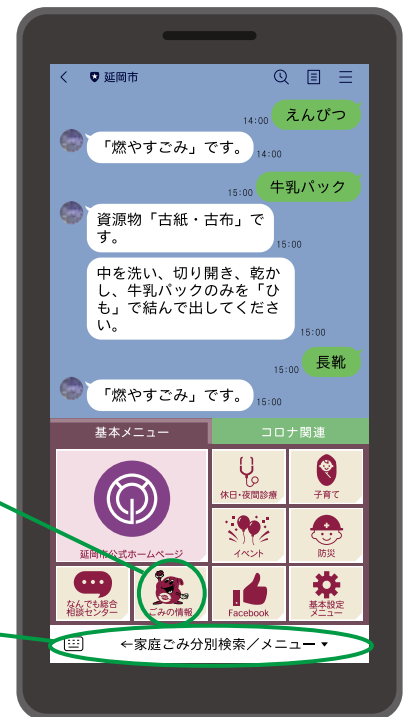 延岡市
えんぴつ
14:00
「燃やすごみ」です。
14:00
牛乳パック
15:00
資源物「古紙・古布」で
す。
15:00
中を洗い、切り開き、乾か
し、牛乳パックのみを「ひ
も」で結んで出してくださ
い。
15:00
長靴
15:00
「燃やすごみ」です。
15:00
基本メニュー
コロナ関連
延岡市公式ホームページ
休日・夜間診療
子育て
イベント
防災
なんでも総合
相談センター
ごみの情報
Facebook
基本設定
メニュー
←家庭ごみ分別検索／メニュー▼